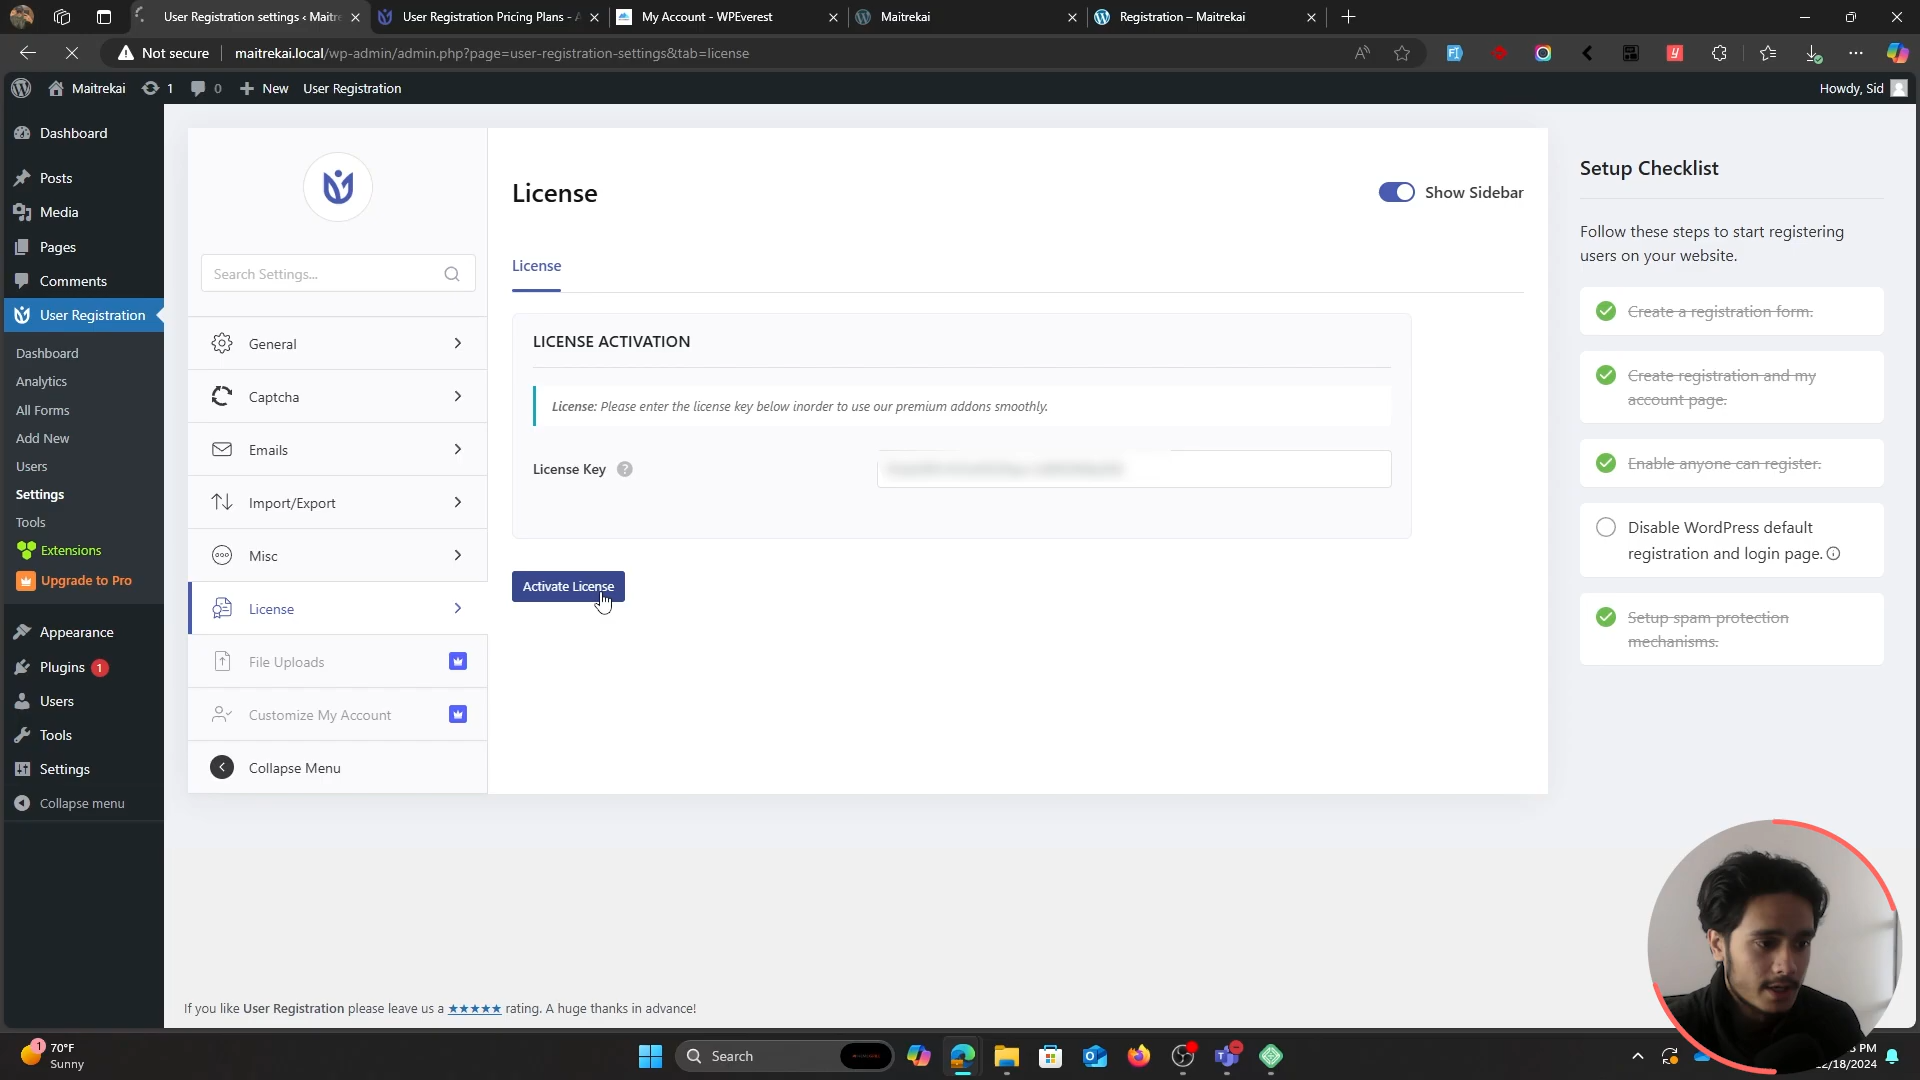 User Registration settings ‹ Maitre
User Registration Pricing Plans - A
My Account - WPEverest
Maitrekai
Registration – Maitrekai
Not secure
maitrekai.local/wp-admin/admin.php?page=user-registration-settings&tab=license
Maitrekai
1
0
New
User Registration
Howdy, Sid
Dashboard
Posts
Media
Pages
Comments
User Registration
Dashboard
Analytics
All Forms
Add New
Users
Settings
Tools
Extensions
Upgrade to Pro
Appearance
Plugins 1
Users
Tools
Settings
Collapse menu
Search Settings...
General
Captcha
Emails
Import/Export
Misc
License
File Uploads
Customize My Account
Collapse Menu
License
Show Sidebar
License
LICENSE ACTIVATION
License: Please enter the license key below inorder to use our premium addons smoothly.
License Key ?
Activate License
Setup Checklist
Follow these steps to start registering
users on your website.
Create a registration form.
Create registration and my
account page.
Enable anyone can register.
Disable WordPress default
registration and login page.
Setup spam protection
mechanisms.
If you like User Registration please leave us a ★★★★★ rating. A huge thanks in advance!
1
70°F
Sunny
Search
PM
2/18/2024